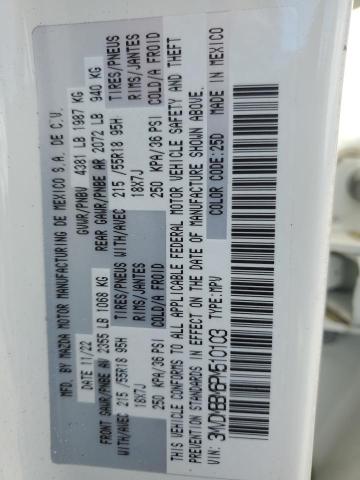 MFD. BY MAZDA MOTOR MANUFACTURING DE MEXICO S.A. DE C.V.
DATE 11/22 GVWR/PNBV 4381 LB 1987 KG
FRONT GAWR/PNBE AV 2355 LB 1068 KG REAR GAWR/PNBE AR 2072 LB 940 KG
WITH/AVEC 215 /55R18 95H TIRES/PNEUS WITH/AVEC 215 /55R18 95H TIRES/PNEUS
18X7J RIMS/JANTES 18X7J RIMS/JANTES
250 KPA/36 PSI COLD/A FROID 250 KPA/36 PSI COLD/A FROID
THIS VEHICLE CONFORMS TO ALL APPLICABLE FEDERAL MOTOR VEHICLE SAFETY AND THEFT
PREVENTION STANDARDS IN EFFECT ON THE DATE OF MANUFACTURE SHOWN ABOVE.
COLOR CODE: 25D MADE IN MEXICO
VIN: TYPE: MPV